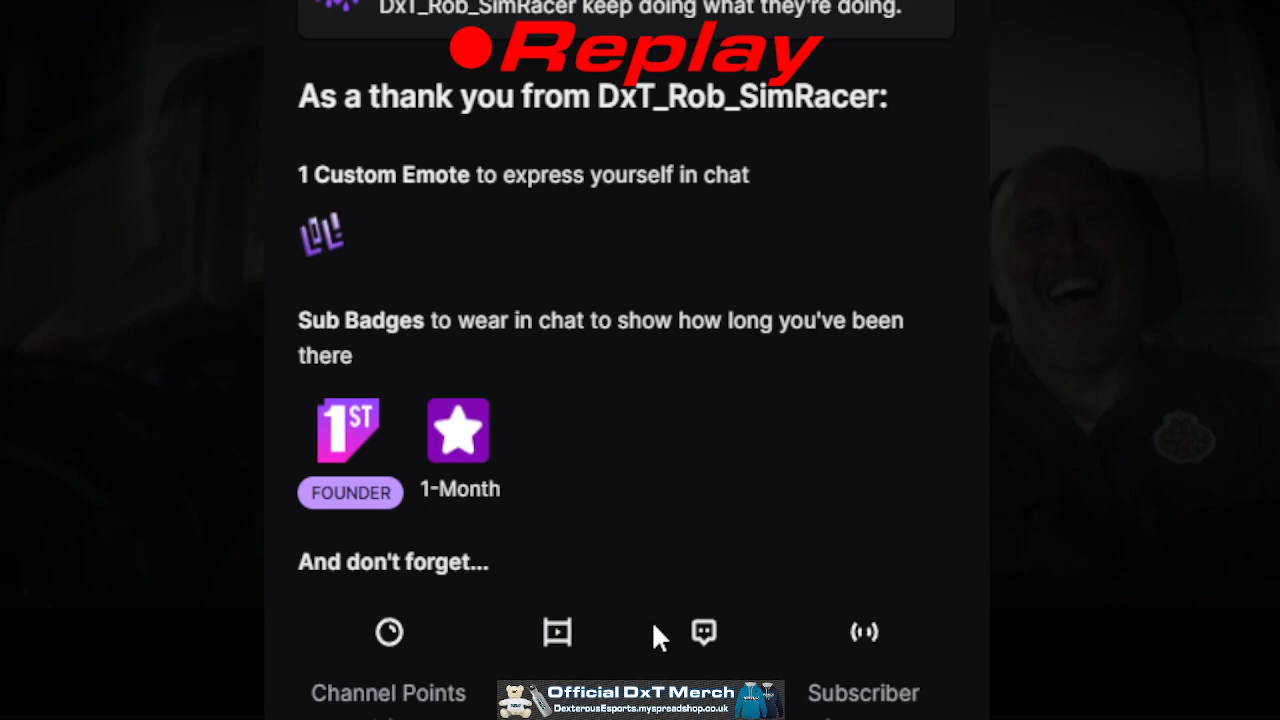 DxT_Rob_SimRacer keep doing what they're doing.
Replay
As a thank you from DxT_Rob_SimRacer:
1 Custom Emote to express yourself in chat
LOL!
Sub Badges to wear in chat to show how long you've been
there
1ST
FOUNDER 1-Month
And don't forget...
Channel Points
Official DxT Merch
DexterousEsports.myspreadshop.co.uk
Subscriber